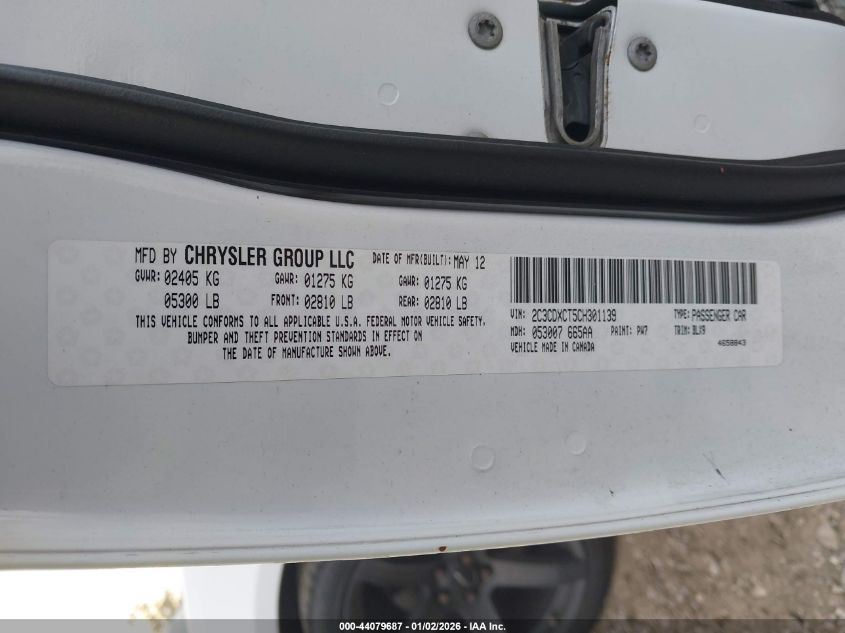 MFD BY CHRYSLER GROUP LLC DATE OF MFR(BUILT): MAY 12
GVWR: 02405 KG GAWR: 01275 KG GAWR: 01275 KG
05300 LB FRONT: 02810 LB REAR: 02810 LB
THIS VEHICLE CONFORMS TO ALL APPLICABLE U.S.A. FEDERAL MOTOR VEHICLE SAFETY,
BUMPER AND THEFT PREVENTION STANDARDS IN EFFECT ON
THE DATE OF MANUFACTURE SHOWN ABOVE.
VIN: 2C3CDXCT5CH301139 TYPE: PASSENGER CAR
MDH: 053007 665AA PAINT: PW7 TRIM: BLX9
VEHICLE MADE IN CANADA 4658843
000-44079687 - 01/02/2026 - IAA Inc.